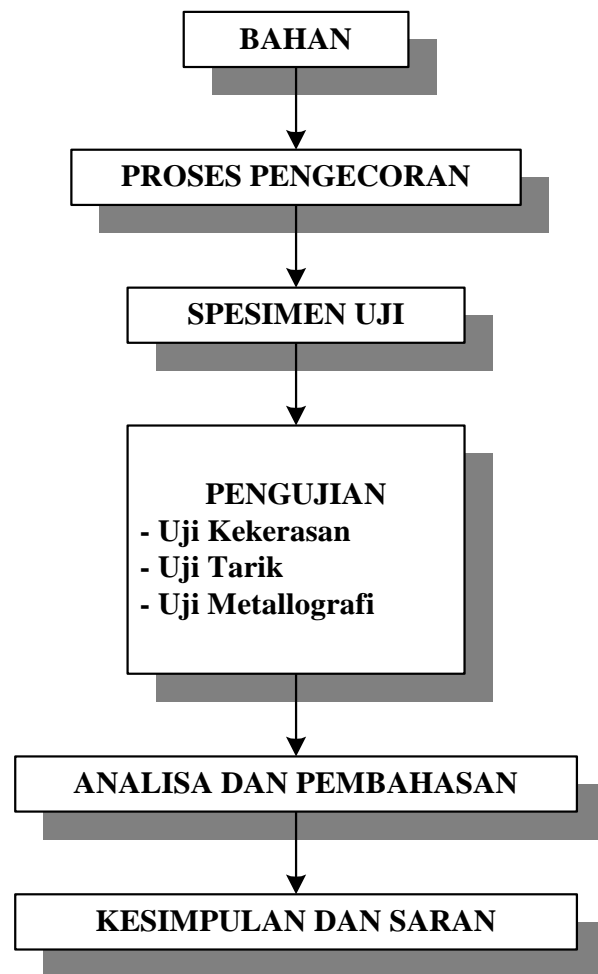 BAHAN
PROSES PENGECORAN
SPESIMEN UJI
PENGUJIAN
- Uji Kekerasan
- Uji Tarik
- Uji Metallografi
ANALISA DAN PEMBAHASAN
KESIMPULAN DAN SARAN